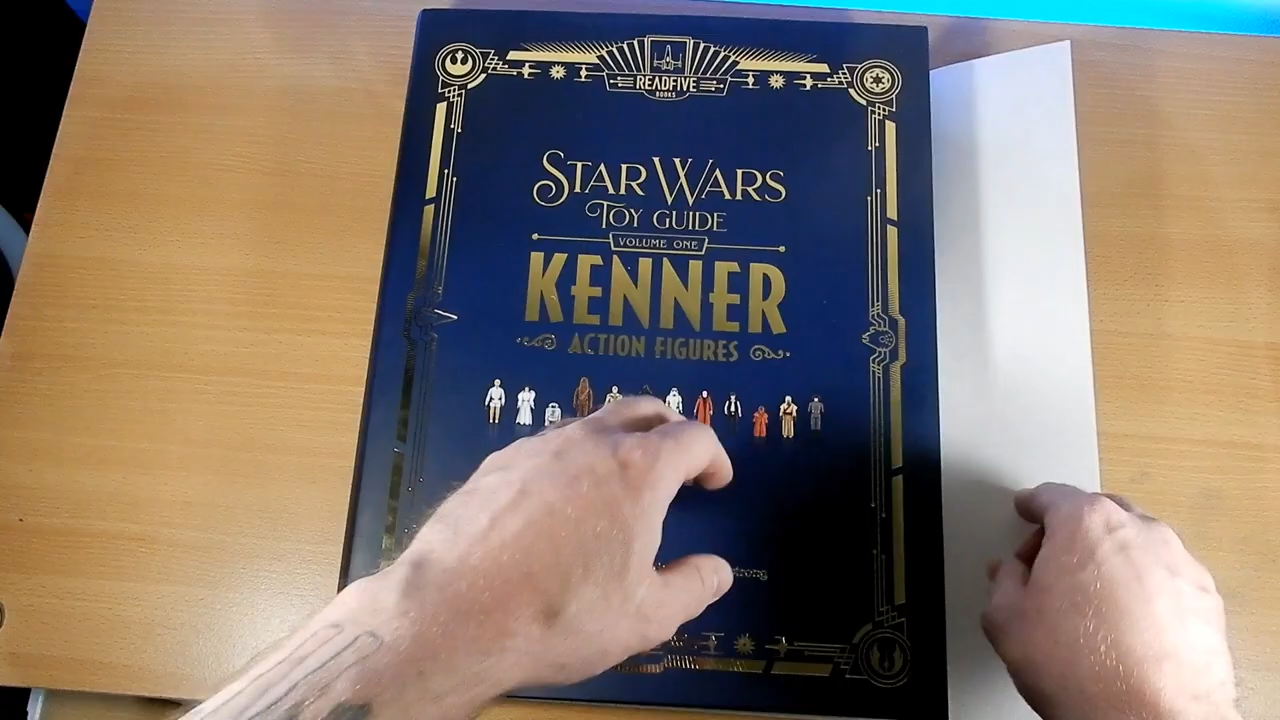 READFIVE
BOOKS
STAR WARS
TOY GUIDE
VOLUME ONE
KENNER
ACTION FIGURES